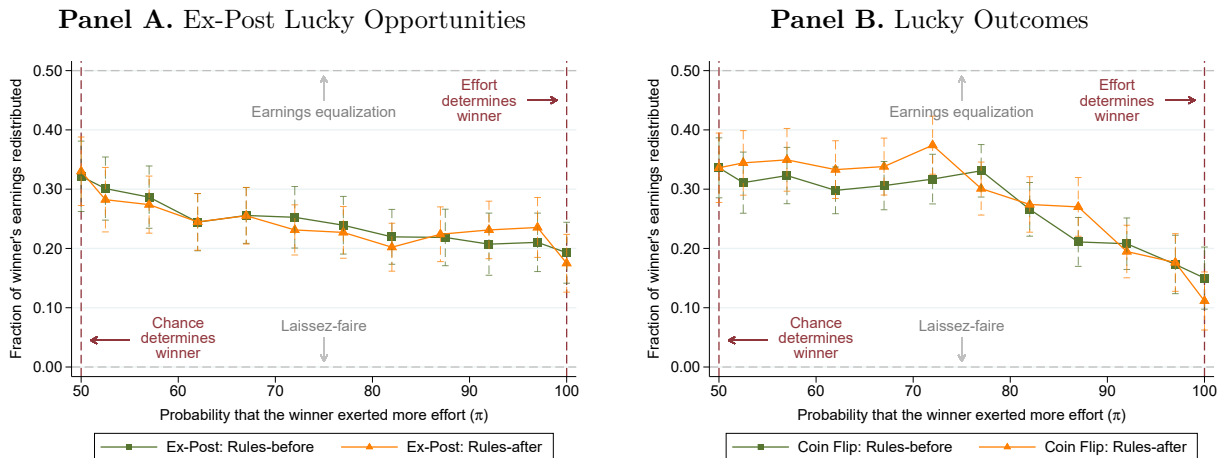 Panel A. Ex-Post Lucky Opportunities
Fraction of winner's earnings redistributed
0.50
0.40
0.30
0.20
0.10
0.00
Earnings equalization
Effort
determines
winner
Chance
determines
winner
Laissez-faire
50
60
70
80
90
100
Probability that the winner exerted more effort (π)
Ex-Post: Rules-before
Ex-Post: Rules-after
Panel B. Lucky Outcomes
Fraction of winner's earnings redistributed
0.50
0.40
0.30
0.20
0.10
0.00
Earnings equalization
Effort
determines
winner
Chance
determines
winner
Laissez-faire
50
60
70
80
90
100
Probability that the winner exerted more effort (π)
Coin Flip: Rules-before
Coin Flip: Rules-after